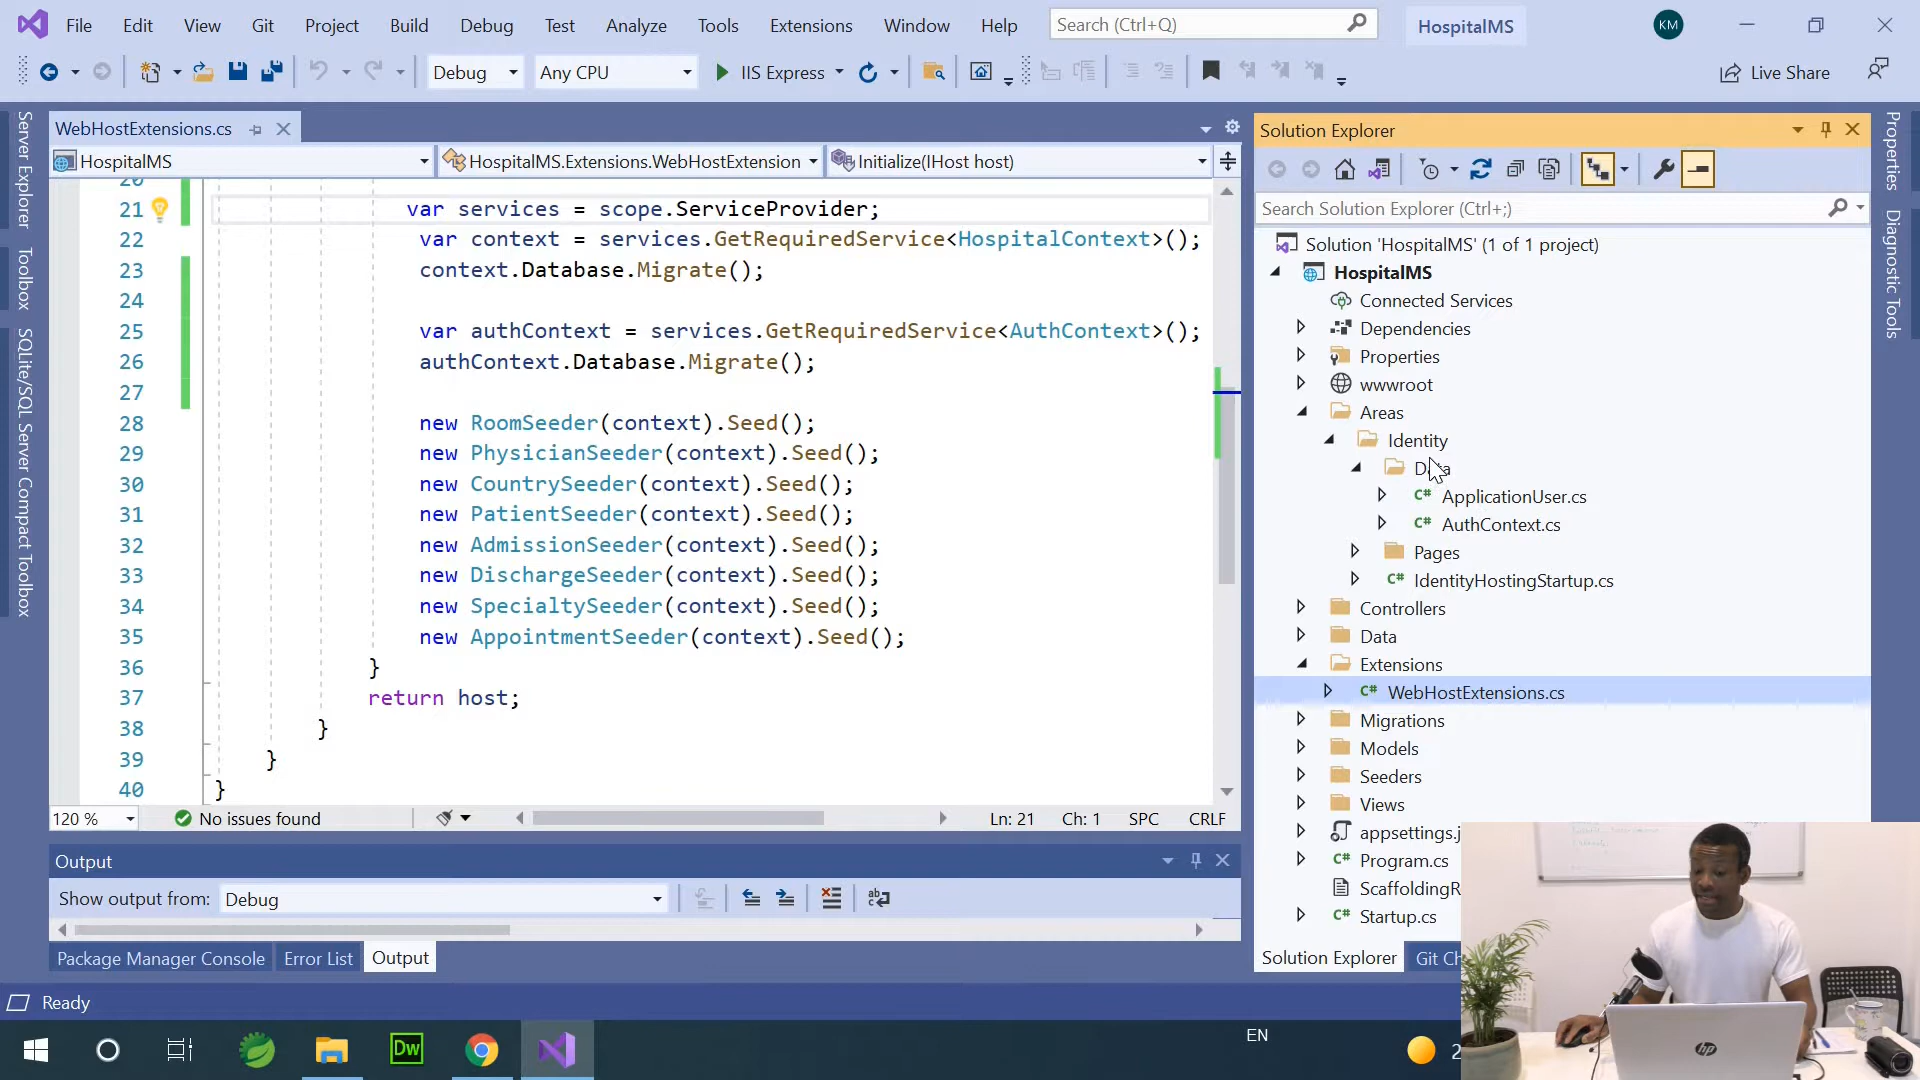 File Edit View Git Project Build Debug Test Analyze Tools Extensions Window Help Search (Ctrl+Q) HospitalMS KM
Debug Any CPU IIS Express Live Share
Server Explorer
Toolbox
SQLite/SQL Server Compact Toolbox
WebHostExtensions.cs
HospitalMS HospitalMS.Extensions.WebHostExtension Initialize(IHost host)
20
21 var services = scope.ServiceProvider;
22 var context = services.GetRequiredService<HospitalContext>();
23 context.Database.Migrate();
24
25 var authContext = services.GetRequiredService<AuthContext>();
26 authContext.Database.Migrate();
27
28 new RoomSeeder(context).Seed();
29 new PhysicianSeeder(context).Seed();
30 new CountrySeeder(context).Seed();
31 new PatientSeeder(context).Seed();
32 new AdmissionSeeder(context).Seed();
33 new DischargeSeeder(context).Seed();
34 new SpecialtySeeder(context).Seed();
35 new AppointmentSeeder(context).Seed();
36 }
37 return host;
38 }
39 }
40 }
120 % No issues found Ln: 21 Ch: 1 SPC CRLF
Output
Show output from: Debug
Package Manager Console Error List Output
Solution Explorer
Search Solution Explorer (Ctrl+;)
Solution 'HospitalMS' (1 of 1 project)
HospitalMS
Connected Services
Dependencies
Properties
wwwroot
Areas
Identity
Data
C# ApplicationUser.cs
C# AuthContext.cs
Pages
C# IdentityHostingStartup.cs
Controllers
Data
Extensions
C# WebHostExtensions.cs
Migrations
Models
Seeders
Views
appsettings.j
C# Program.cs
ScaffoldingR
C# Startup.cs
Solution Explorer Git Ch
Properties
Diagnostic Tools
Ready
Dw
EN
2
hp